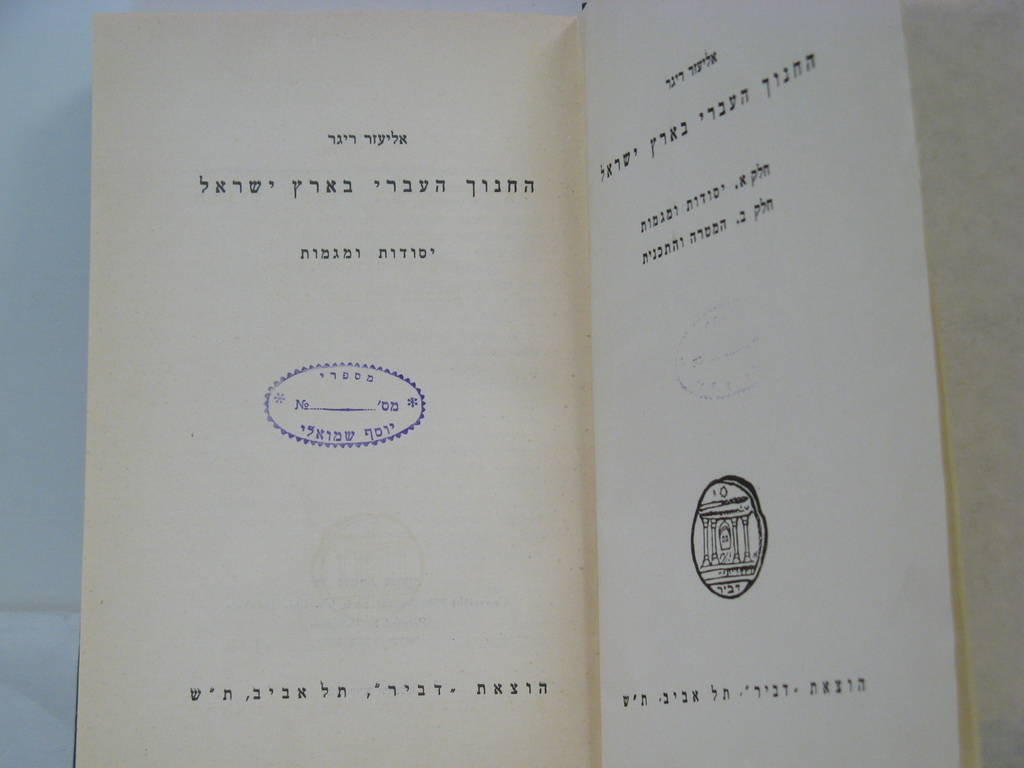 אליעזר ריגר
החנוך העברי בארץ ישראל
חלק א. יסודות ומגמות
חלק ב. המטרה והתכנית
דביר
הוצאת „דביר", תל אביב, ת"ש
אליעזר ריגר
החנוך העברי בארץ ישראל
יסודות ומגמות
מספרי
מס' № 
יוסף שמואלי
הוצאת „דביר", תל אביב, ת"ש